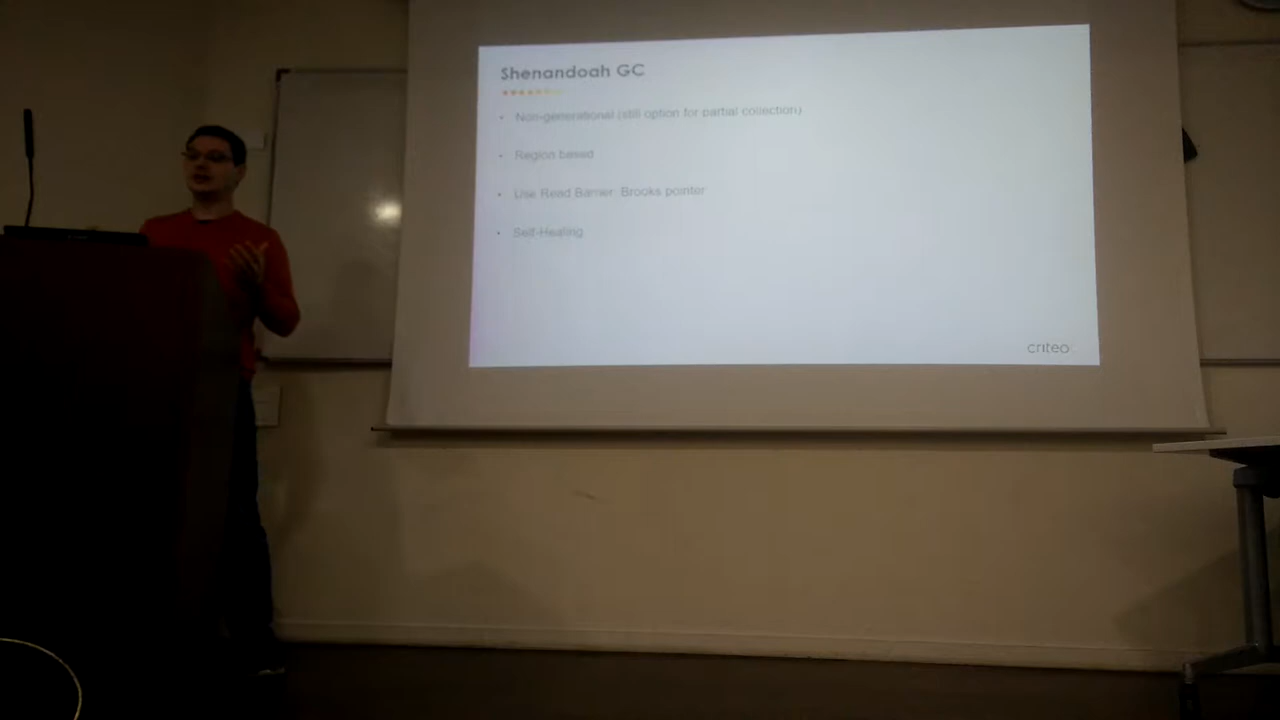 Shenandoah GC
• Non-generational (still option for partial collection)
• Region based
• Use Read Barrier: Brooks pointer
• Self-Healing
criteo